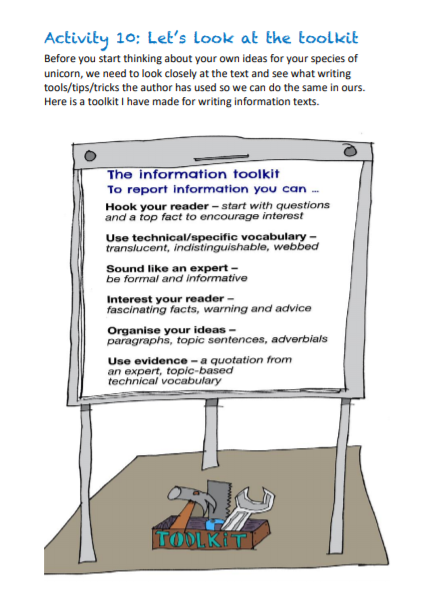 Activity 10: Let's look at the toolkit
Before you start thinking about your own ideas for your species of
unicorn, we need to look closely at the text and see what writing
tools/tips/tricks the author has used so we can do the same in ours.
Here is a toolkit I have made for writing information texts.
The information toolkit
To report information you can ...
Hook your reader – start with questions
and a top fact to encourage interest
Use technical/specific vocabulary –
translucent, indistinguishable, webbed
Sound like an expert –
be formal and informative
Interest your reader –
fascinating facts, warning and advice
Organise your ideas –
paragraphs, topic sentences, adverbials
Use evidence – a quotation from
an expert, topic-based
technical vocabulary
TOOLKIT